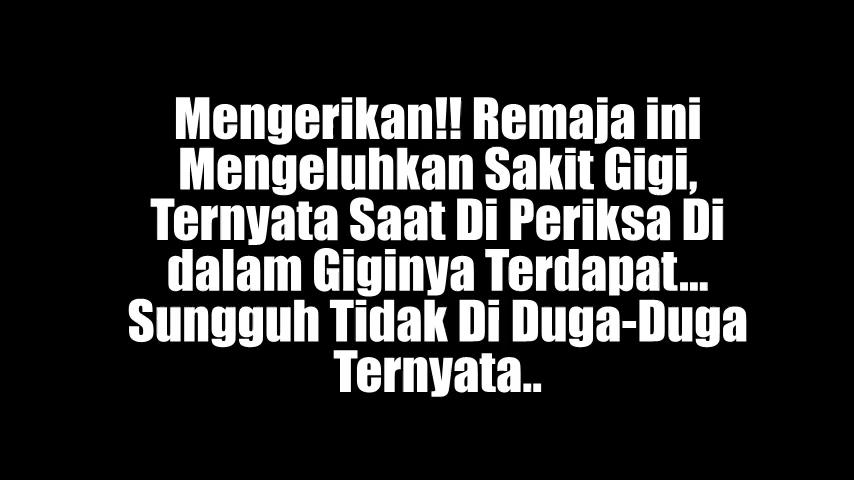 Mengerikan!! Remaja ini
Mengeluhkan Sakit Gigi,
Ternyata Saat Di Periksa Di
dalam Giginya Terdapat...
Sungguh Tidak Di Duga-Duga
Ternyata..